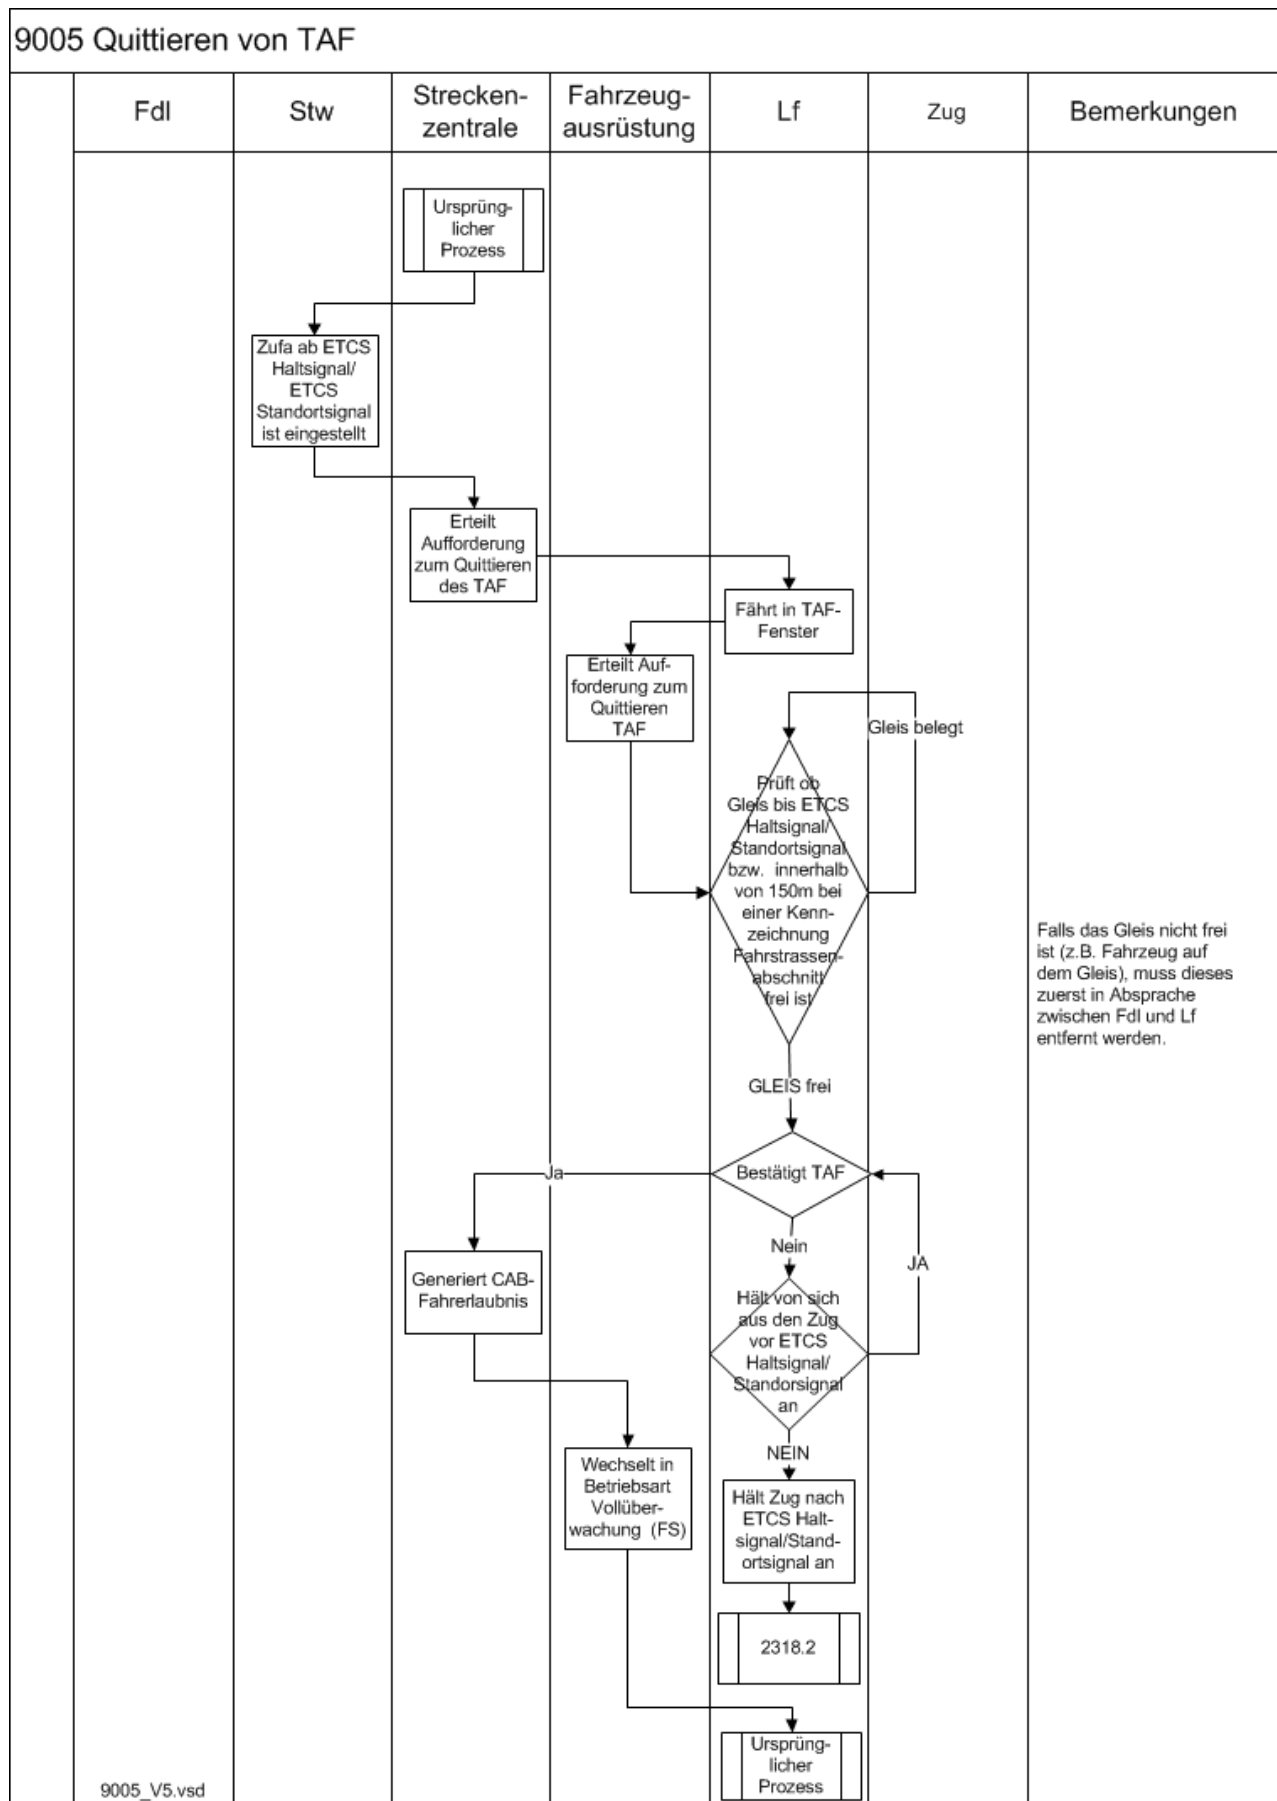 9005 Quittieren von TAF
Fdl
Stw
Strecken-
zentrale
Fahrzeug-
ausrüstung
Lf
Zug
Bemerkungen
Ursprüng-
licher
Prozess
Zufa ab ETCS
Haltsignal/
ETCS
Standortsignal
ist eingestellt
Erteilt
Aufforderung
zum Quittieren
des TAF
Fährt in TAF-
Fenster
Erteilt Auf-
forderung zum
Quittieren
TAF
Gleis belegt
Prüft ob
Gleis bis ETCS
Haltsignal/
Standortsignal
bzw. innerhalb
von 150m bei
einer Kenn-
zeichnung
Fahrstrassen-
abschnitt
frei ist
Falls das Gleis nicht frei
ist (z.B. Fahrzeug auf
dem Gleis), muss dieses
zuerst in Absprache
zwischen Fdl und Lf
entfernt werden.
GLEIS frei
Bestätigt TAF
Ja
Nein
JA
Generiert CAB-
Fahrerlaubnis
Hält von sich
aus den Zug
vor ETCS
Haltsignal/
Standorsignal
an
NEIN
Wechselt in
Betriebsart
Vollüber-
wachung (FS)
Hält Zug nach
ETCS Halt-
signal/Stand-
ortsignal an
2318.2
Ursprüng-
licher
Prozess
9005_V5.vsd